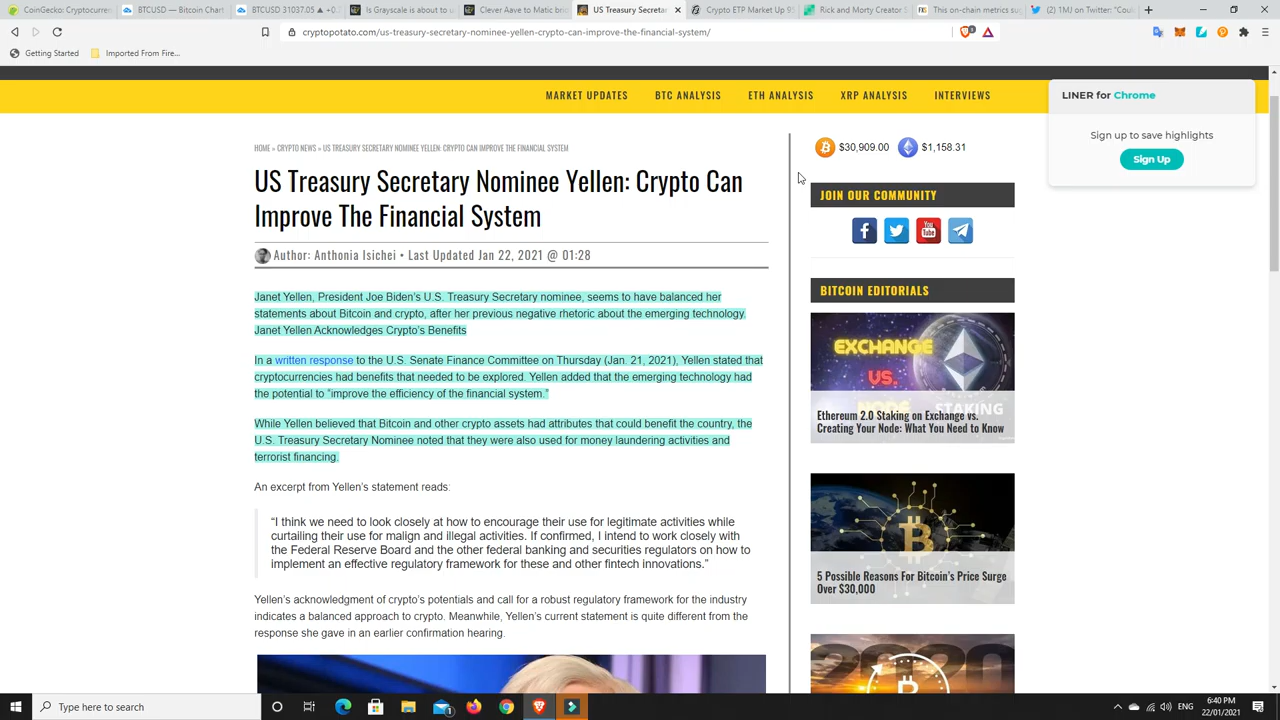 CoinGecko: Cryptocurren
BTCUSD — Bitcoin Chart
BTCUSD 31037.05 ▲ +0.
Is Grayscale is about to u
Clever Aave to Matic brid
US Treasury Secretar
Crypto ETP Market Up 95
Rick and Morty Creator S
This on-chain metrics sug
(2) 1MJ on Twitter: "Coul
cryptopotato.com/us-treasury-secretary-nominee-yellen-crypto-can-improve-the-financial-system/
Getting Started
Imported From Fire...
MARKET UPDATES
BTC ANALYSIS
ETH ANALYSIS
XRP ANALYSIS
INTERVIEWS
LINER for Chrome
Sign up to save highlights
Sign Up
HOME » CRYPTO NEWS » US TREASURY SECRETARY NOMINEE YELLEN: CRYPTO CAN IMPROVE THE FINANCIAL SYSTEM
US Treasury Secretary Nominee Yellen: Crypto Can
Improve The Financial System
Author: Anthonia Isichei • Last Updated Jan 22, 2021 @ 01:28
Janet Yellen, President Joe Biden's U.S. Treasury Secretary nominee, seems to have balanced her
statements about Bitcoin and crypto, after her previous negative rhetoric about the emerging technology.
Janet Yellen Acknowledges Crypto's Benefits
In a written response to the U.S. Senate Finance Committee on Thursday (Jan. 21, 2021), Yellen stated that
cryptocurrencies had benefits that needed to be explored. Yellen added that the emerging technology had
the potential to "improve the efficiency of the financial system."
While Yellen believed that Bitcoin and other crypto assets had attributes that could benefit the country, the
U.S. Treasury Secretary Nominee noted that they were also used for money laundering activities and
terrorist financing.
An excerpt from Yellen's statement reads:
"I think we need to look closely at how to encourage their use for legitimate activities while
curtailing their use for malign and illegal activities. If confirmed, I intend to work closely with
the Federal Reserve Board and the other federal banking and securities regulators on how to
implement an effective regulatory framework for these and other fintech innovations."
Yellen's acknowledgment of crypto's potentials and call for a robust regulatory framework for the industry
indicates a balanced approach to crypto. Meanwhile, Yellen's current statement is quite different from the
response she gave in an earlier confirmation hearing.
$30,909.00
$1,158.31
JOIN OUR COMMUNITY
You
Tube
BITCOIN EDITORIALS
EXCHANGE
VS.
STAKING
Ethereum 2.0 Staking on Exchange vs.
Creating Your Node: What You Need to Know
5 Possible Reasons For Bitcoin's Price Surge
Over $30,000
2020
Type here to search
ENG
6:40 PM
22/01/2021